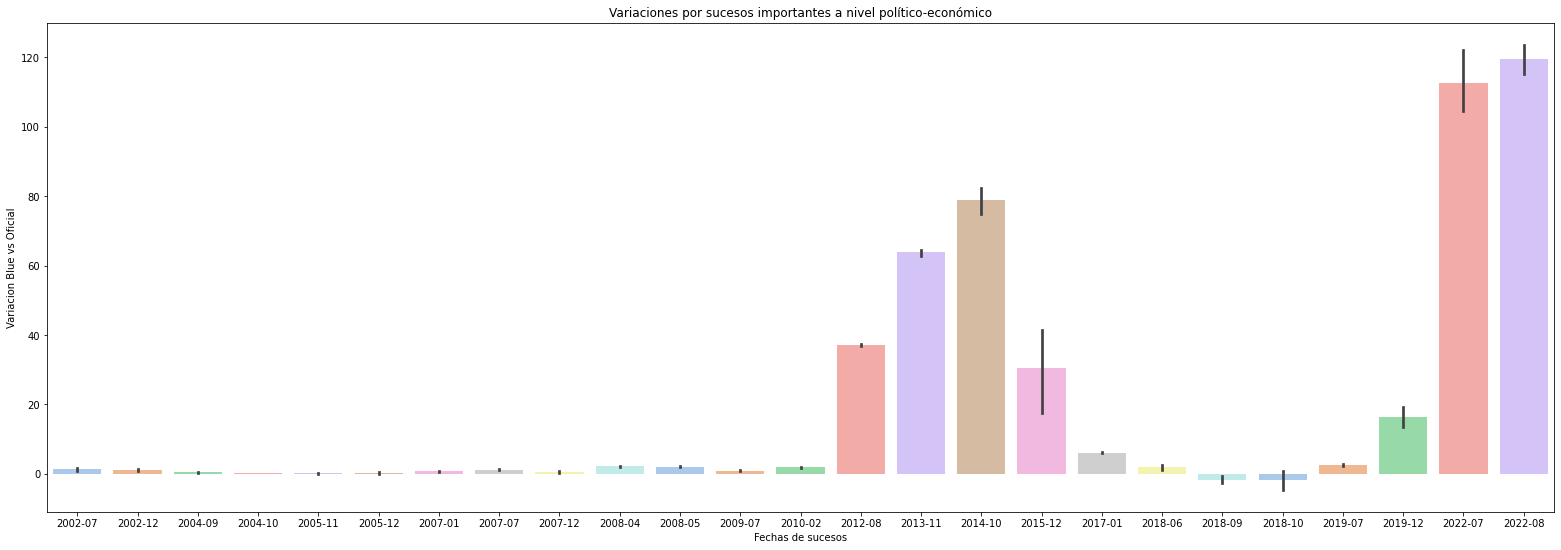 Variaciones por sucesos importantes a nivel político-económico
Variacion Blue vs Oficial
120
100
80
60
40
20
0
2002-07 2002-12 2004-09 2004-10 2005-11 2005-12 2007-01 2007-07 2007-12 2008-04 2008-05 2009-07 2010-02 2012-08 2013-11 2014-10 2015-12 2017-01 2018-06 2018-09 2018-10 2019-07 2019-12 2022-07 2022-08
Fechas de sucesos